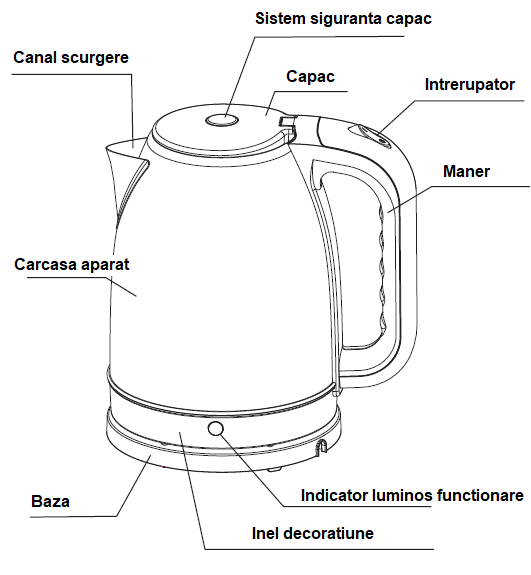 Sistem siguranta capac
Canal scurgere
Capac
Intrerupator
Maner
Carcasa aparat
Indicator luminos functionare
Baza
Inel decoratiune